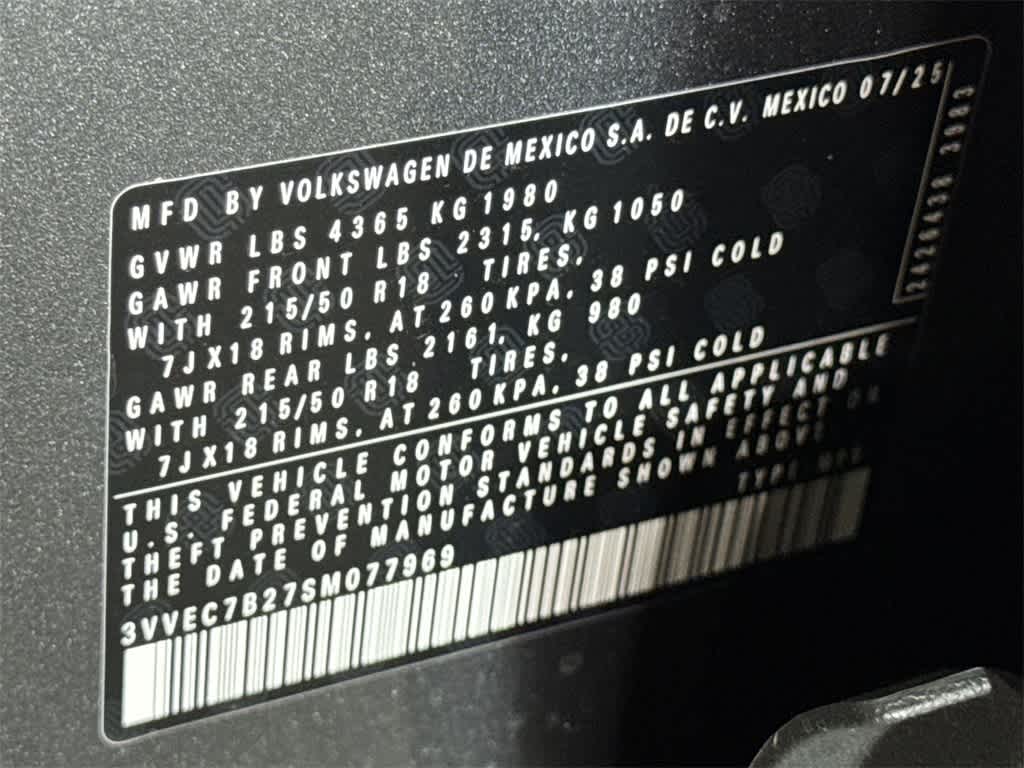 MFD BY VOLKSWAGEN DE MEXICO S.A. DE C.V. MEXICO 07/25
GVWR LBS 4365 KG 1980
GAWR FRONT LBS 2315, KG 1050
WITH 215/50 R18 TIRES,
7JX18 RIMS, AT 260 KPA, 38 PSI COLD
GAWR REAR LBS 2161, KG 980
WITH 215/50 R18 TIRES,
7JX18 RIMS, AT 260 KPA, 38 PSI COLD
THIS VEHICLE CONFORMS TO ALL APPLICABLE
U.S. FEDERAL MOTOR VEHICLE SAFETY AND
THEFT PREVENTION STANDARDS IN EFFECT ON
THE DATE OF MANUFACTURE SHOWN ABOVE
3VVEC7B27SM077969 TYPE